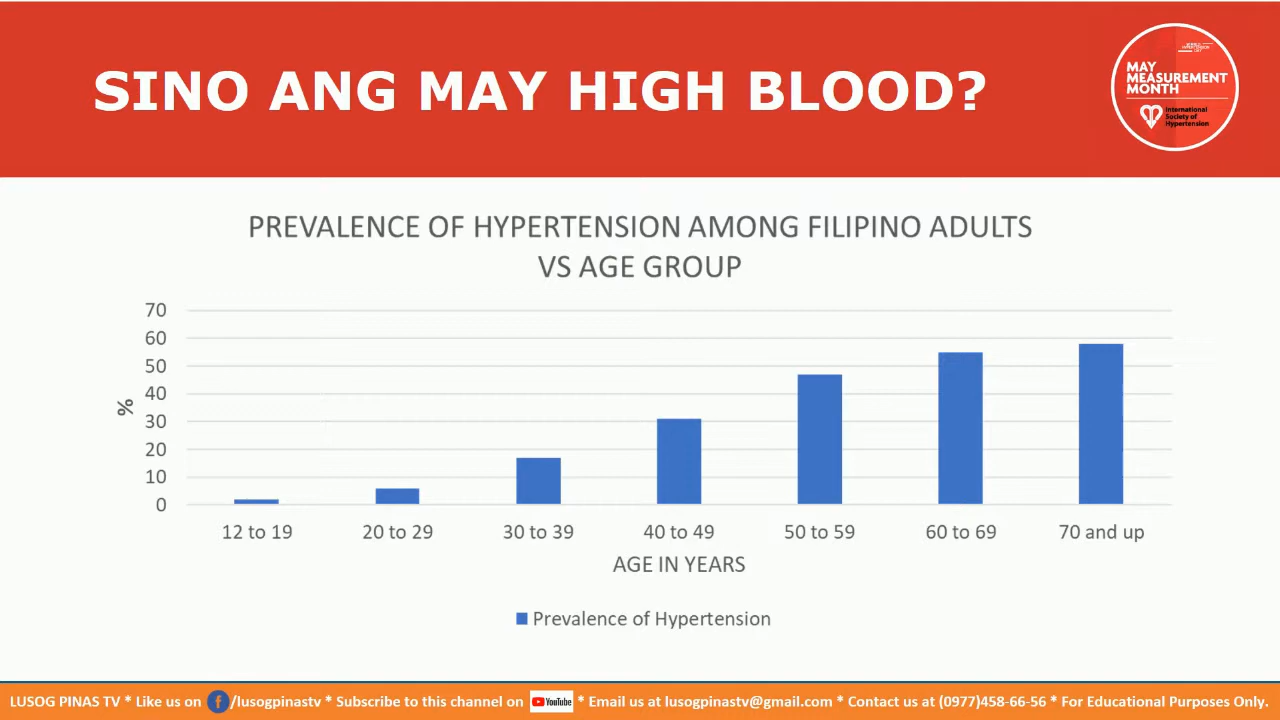 SINO ANG MAY HIGH BLOOD?
MAY
MEASUREMENT
MONTH
International
Society of
Hypertension
PREVALENCE OF HYPERTENSION AMONG FILIPINO ADULTS
VS AGE GROUP
70
60
50
40
30
20
10
0
%
12 to 19 20 to 29 30 to 39 40 to 49 50 to 59 60 to 69 70 and up
AGE IN YEARS
Prevalence of Hypertension
LUSOG PINAS TV * Like us on f /lusogpinastv * Subscribe to this channel on YouTube * Email us at lusogpinastv@gmail.com * Contact us at (0977)458-66-56 * For Educational Purposes Only.